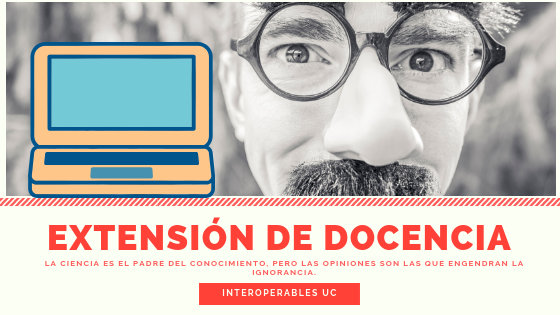 EXTENSIÓN DE DOCENCIA
LA CIENCIA ES EL PADRE DEL CONOCIMIENTO, PERO LAS OPINIONES SON LAS QUE ENGENDRAN LA
IGNORANCIA.
INTEROPERABLES UC